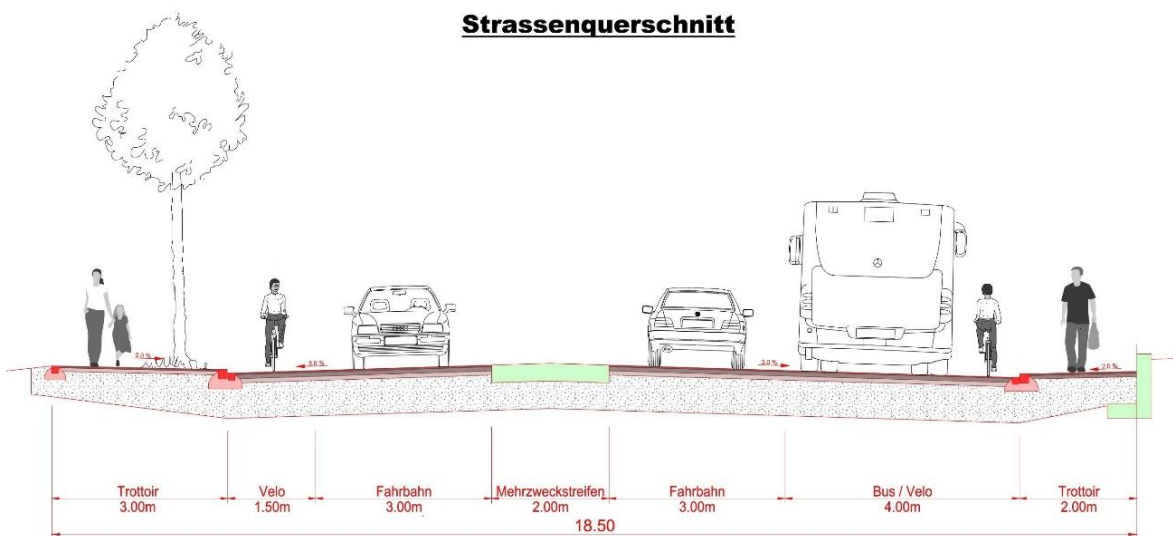 Strassenquerschnitt
2.0 %
3.0 %
2.0 %
2.0 %
Trottoir
3.00m
Velo
1.50m
Fahrbahn
3.00m
Mehrzweckstreifen
2.00m
Fahrbahn
3.00m
Bus / Velo
4.00m
Trottoir
2.00m
18.50